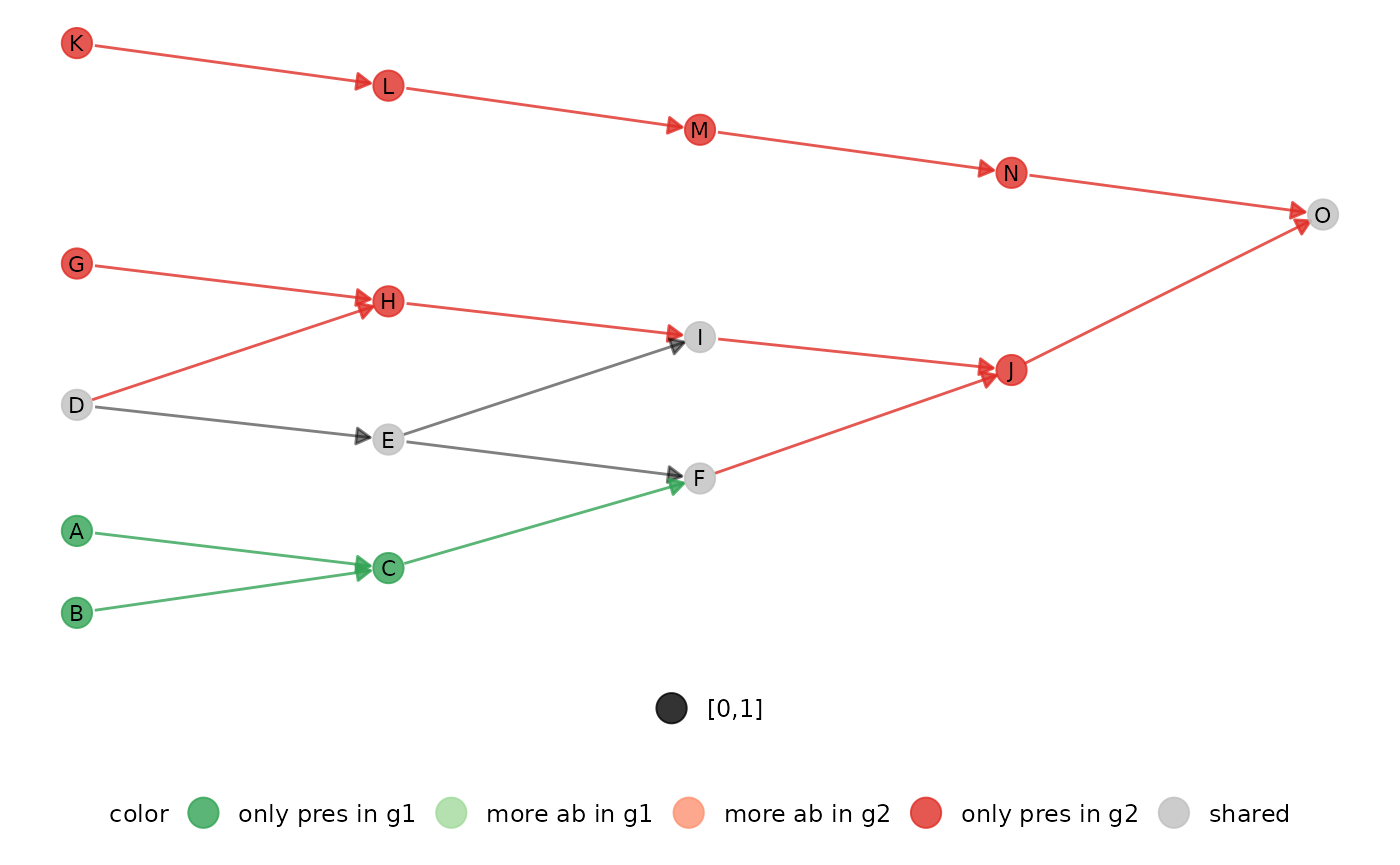 K
L
M
N
O
G
H
I
J
D
E
F
A
C
B
[0,1]
color only pres in g1 more ab in g1 more ab in g2 only pres in g2 shared